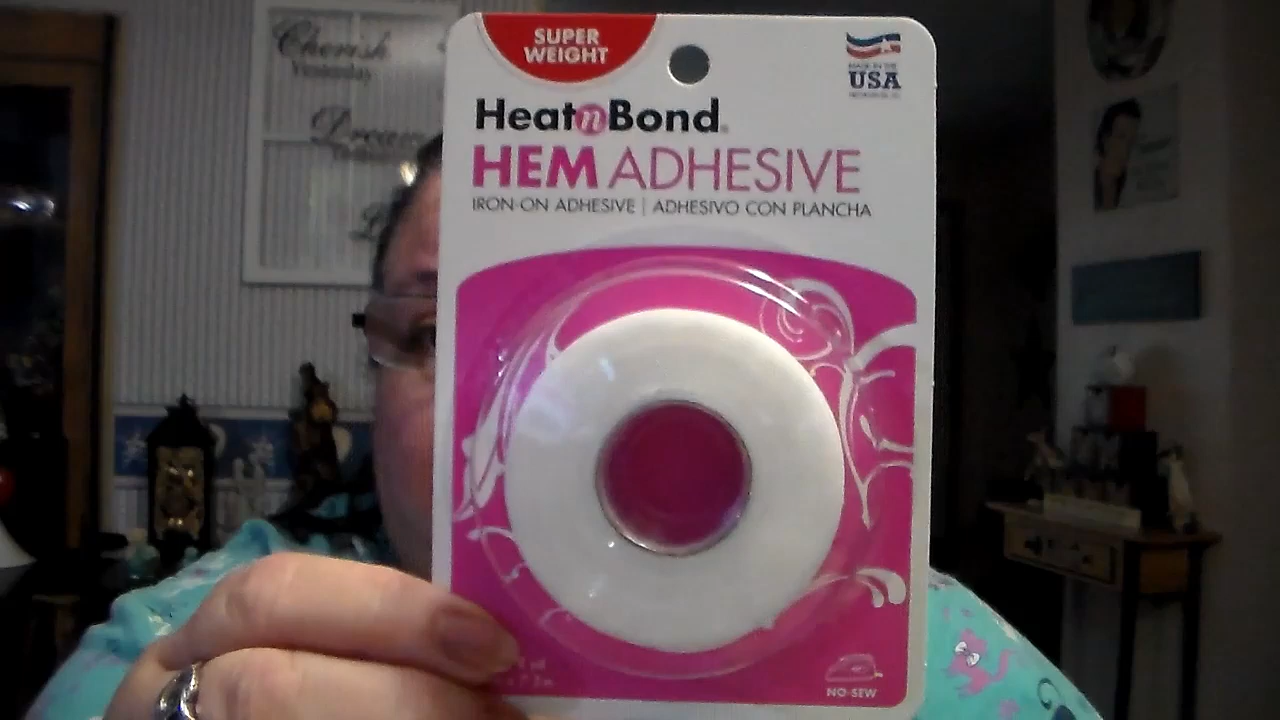 Cherish
Yesterday
Dream
SUPER
WEIGHT
MADE IN THE
USA
HeatnBond
HEM ADHESIVE
IRON-ON ADHESIVE | ADHESIVO CON PLANCHA
NO-SEW